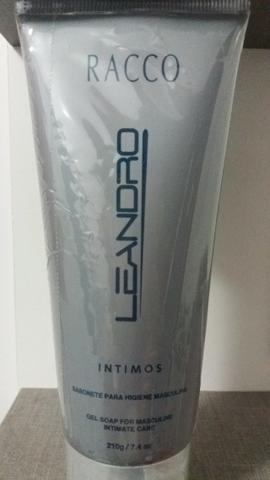 RACCO
LEANDRO
INTIMOS
SABONETE PARA HIGIENE MASCULINA
GEL SOAP FOR MASCULINE
INTIMATE CARE
210g / 7.4 oz